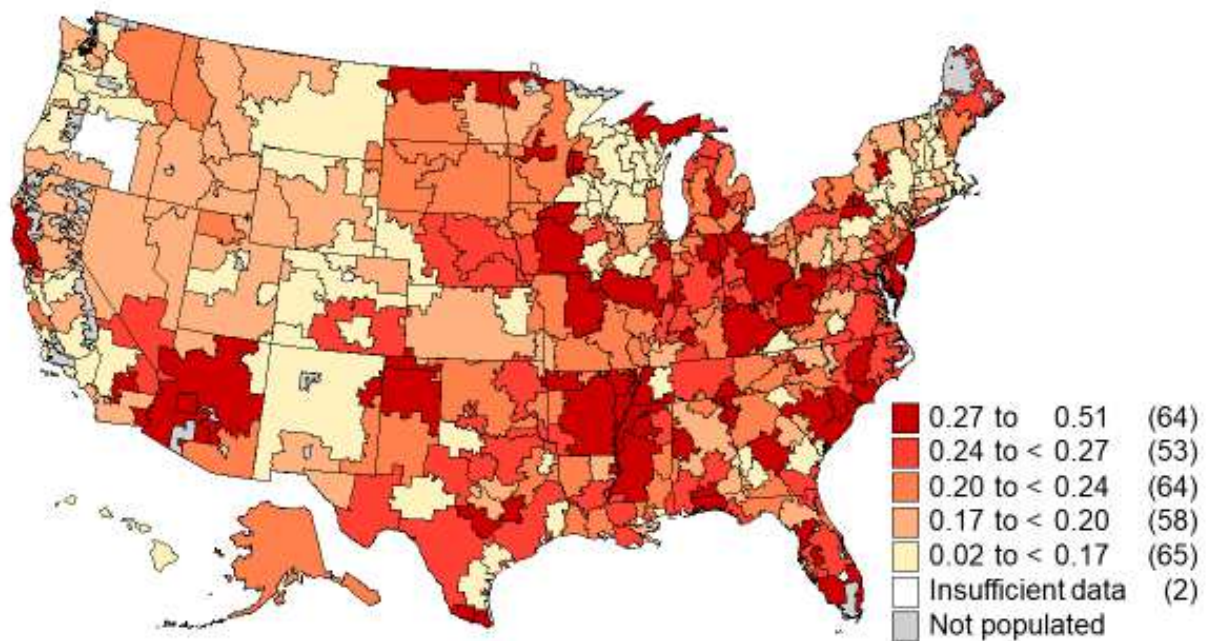 0.27 to 0.51 (64)
0.24 to < 0.27 (53)
0.20 to < 0.24 (64)
0.17 to < 0.20 (58)
0.02 to < 0.17 (65)
Insufficient data (2)
Not populated